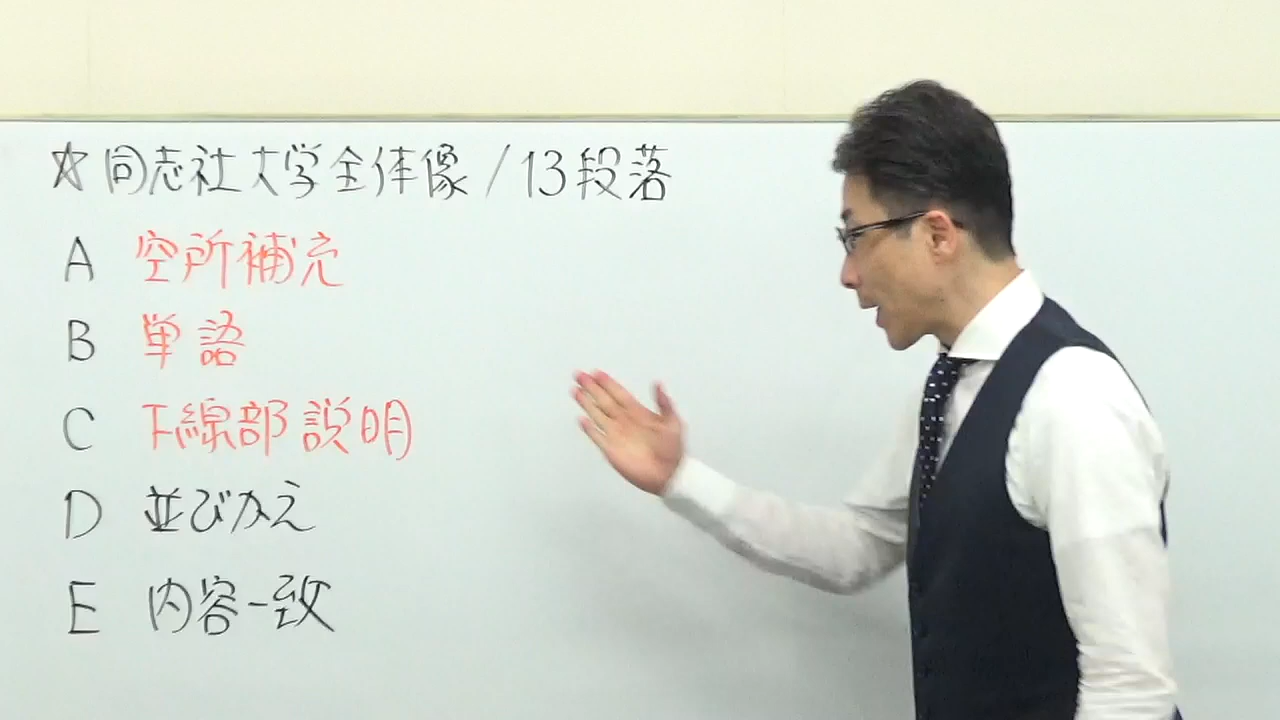 ☆同志社大学全体像/13段落
A 空所補充
B 単語
C 下線部説明
D 並びかえ
E 内容一致